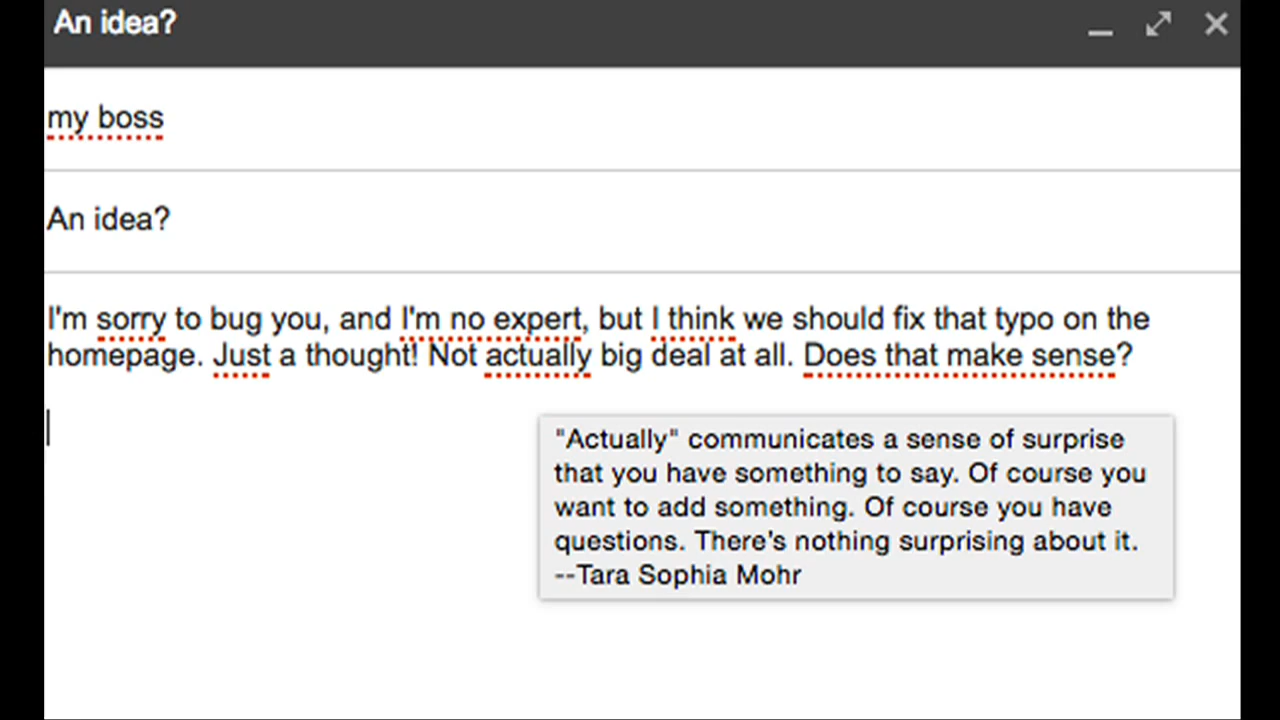 An idea?
my boss
An idea?
I'm sorry to bug you, and I'm no expert, but I think we should fix that typo on the
homepage. Just a thought! Not actually big deal at all. Does that make sense?
"Actually" communicates a sense of surprise
that you have something to say. Of course you
want to add something. Of course you have
questions. There's nothing surprising about it.
--Tara Sophia Mohr